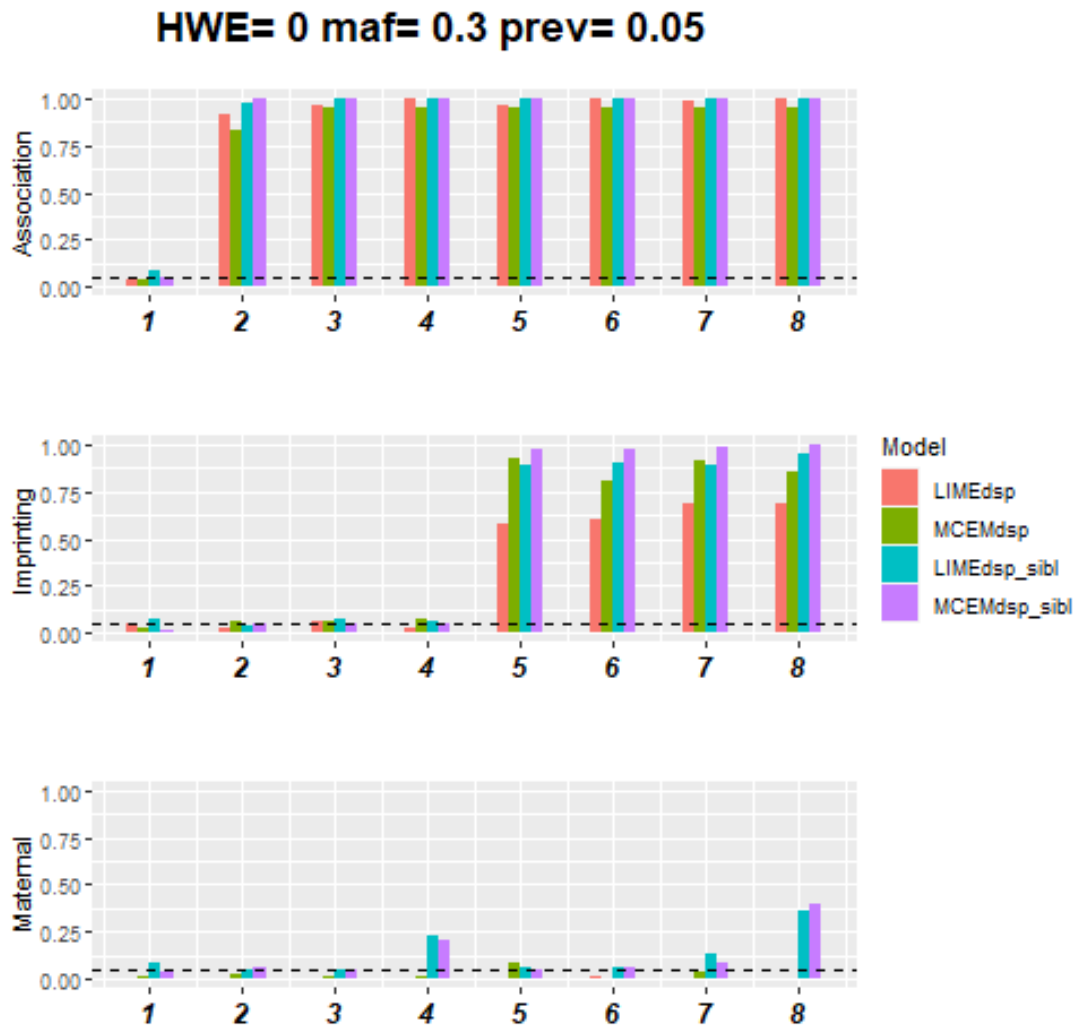 HWE= 0 maf= 0.3 prev= 0.05
Association
1.00
0.75
0.50
0.25
0.00
1 2 3 4 5 6 7 8
Imprinting
1.00
0.75
0.50
0.25
0.00
1 2 3 4 5 6 7 8
Model
LIMEdsp
MCEMdsp
LIMEdsp_sibl
MCEMdsp_sibl
Maternal
1.00
0.75
0.50
0.25
0.00
1 2 3 4 5 6 7 8